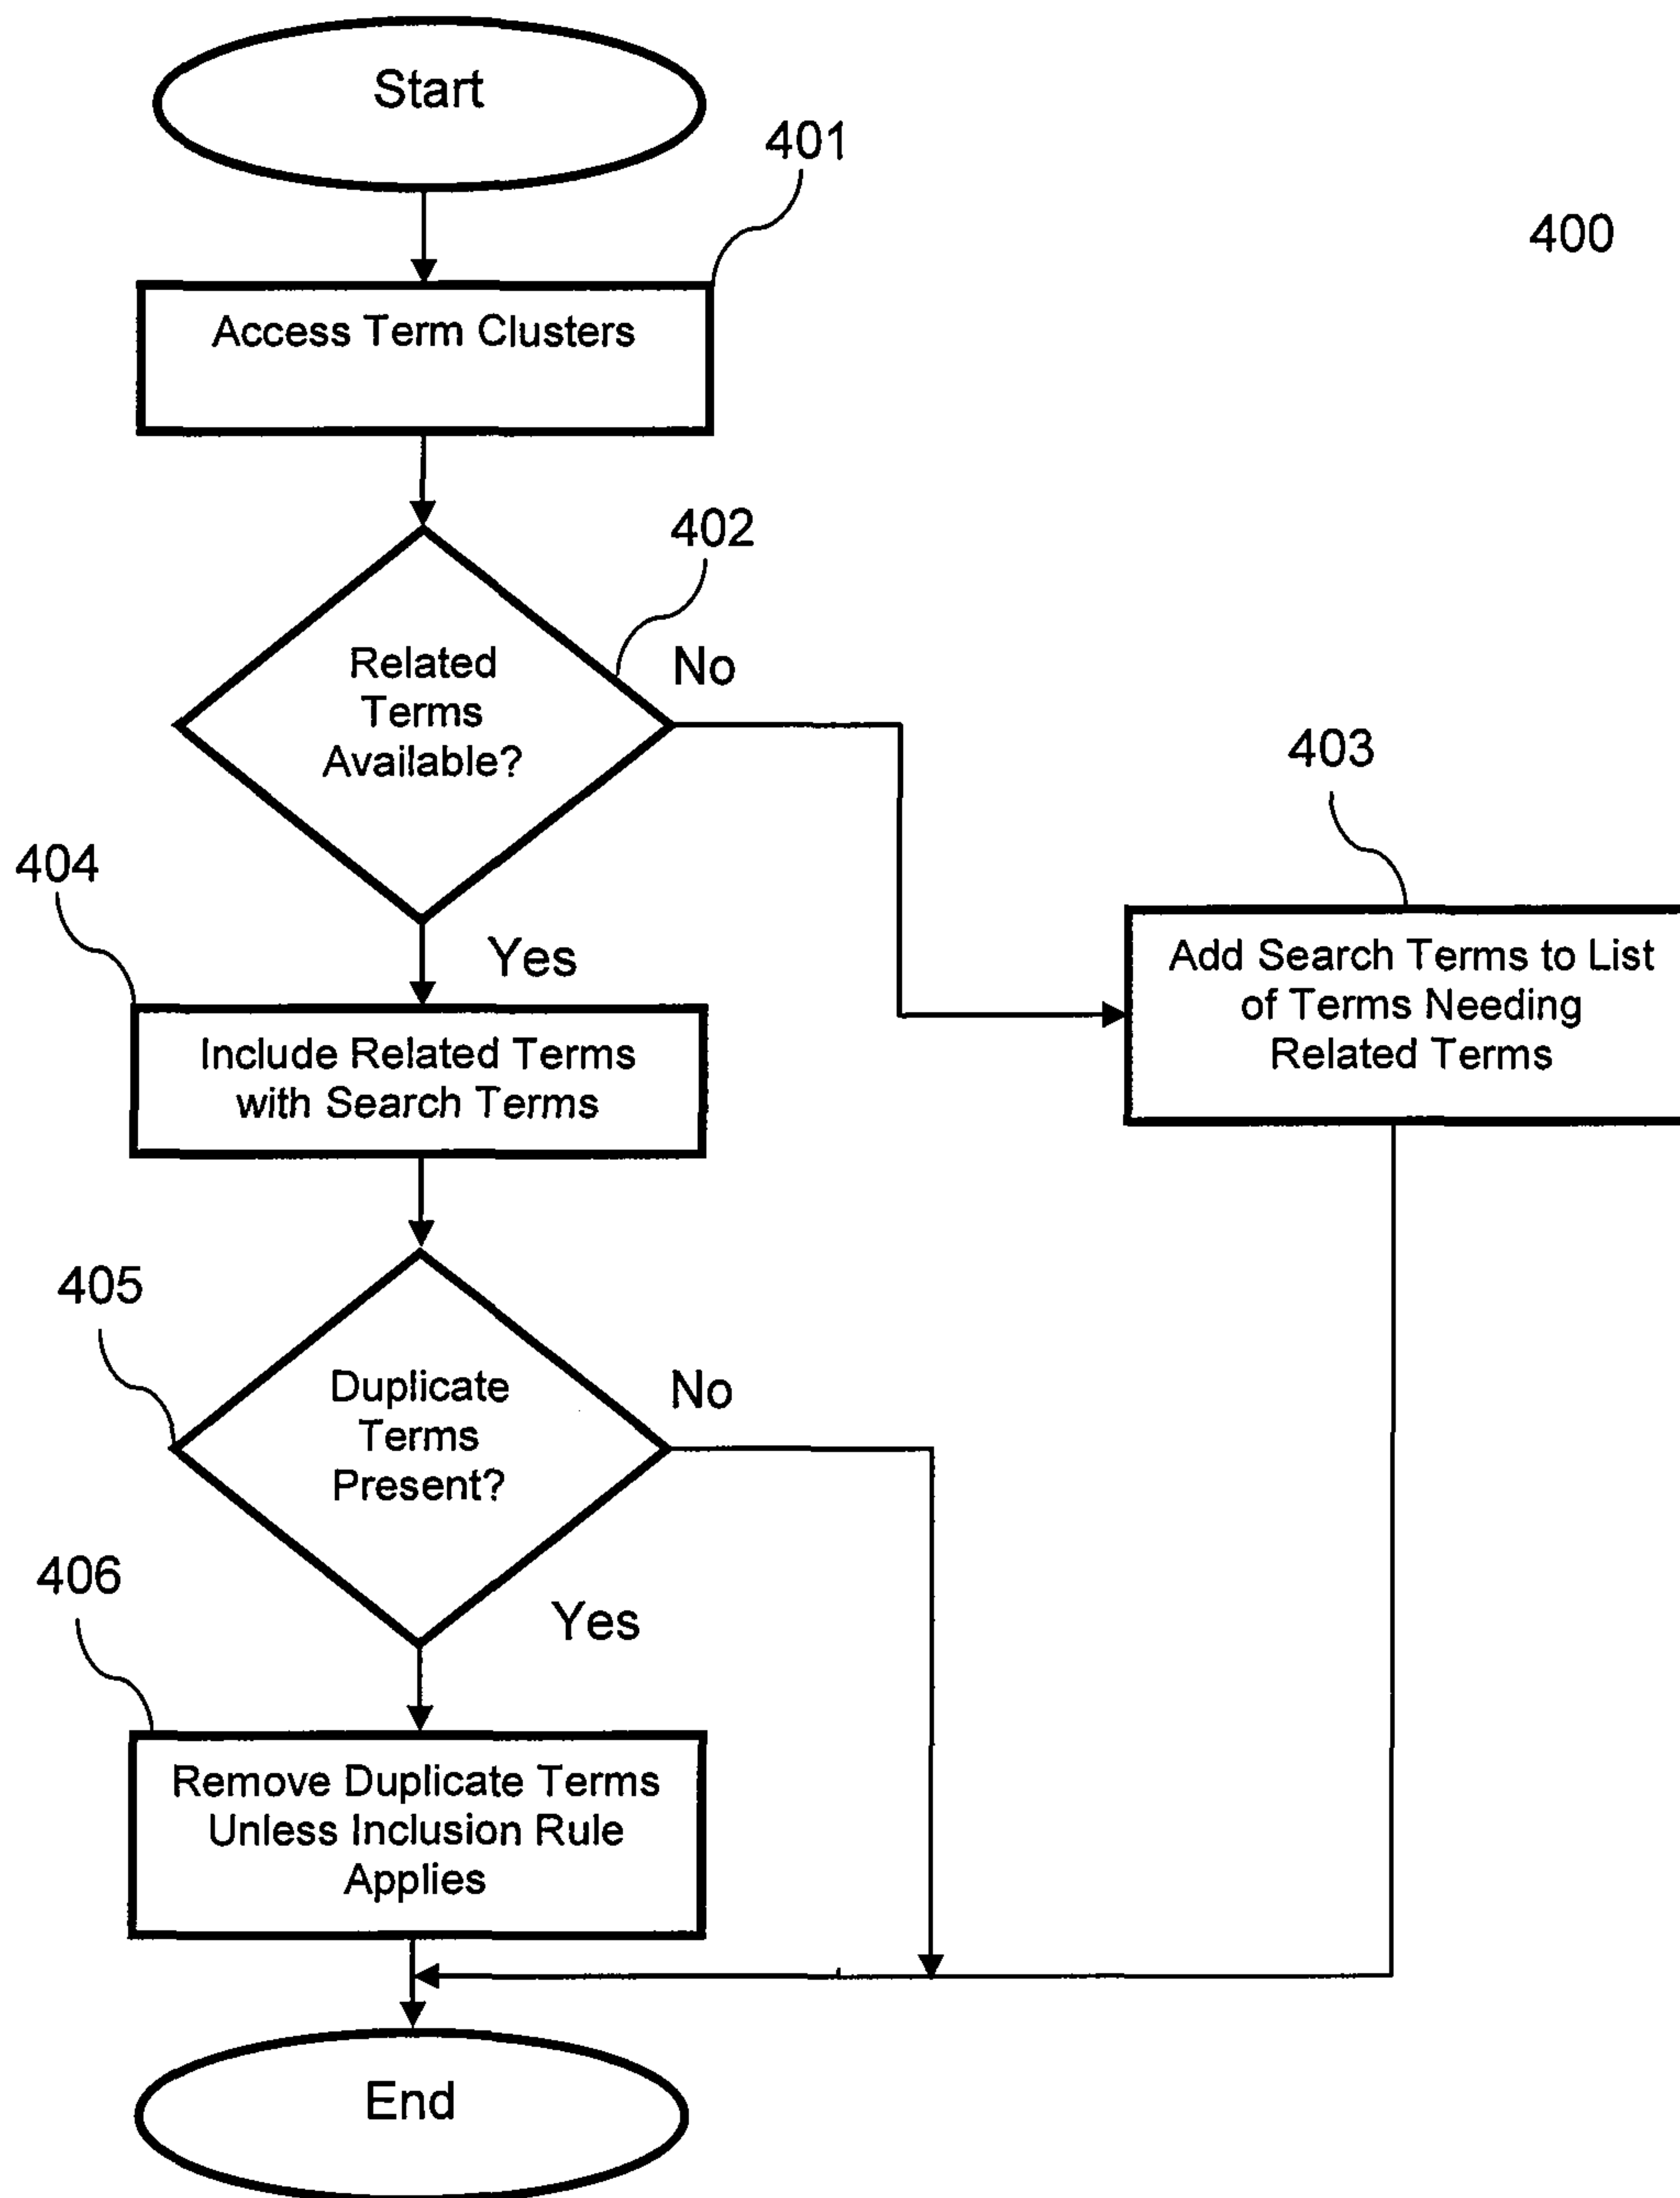 Start
401
400
Access Term Clusters
402
Related
Terms
Available?
No
403
404
Yes
Add Search Terms to List
of Terms Needing
Related Terms
Include Related Terms
with Search Terms
405
Duplicate
Terms
Present?
No
406
Yes
Remove Duplicate Terms
Unless Inclusion Rule
Applies
End